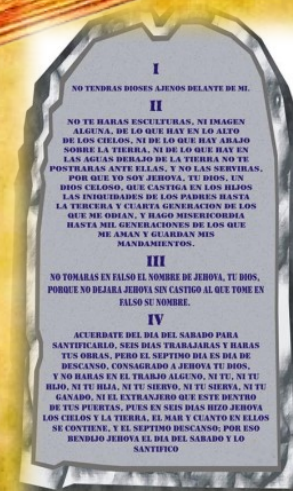 I
NO TENDRAS DIOSES AJENOS DELANTE DE MI.
II
NO TE HARAS ESCULTURAS, NI IMAGEN
ALGUNA, DE LO QUE HAY EN LO ALTO
DE LOS CIELOS, NI DE LO QUE HAY ABAJO
SOBRE LA TIERRA, NI DE LO QUE HAY EN
LAS AGUAS DEBAJO DE LA TIERRA NO TE
POSTRARAS ANTE ELLAS, Y NO LAS SERVIRAS,
POR QUE YO SOY JEHOVA, TU DIOS, UN
DIOS CELOSO, QUE CASTIGA EN LOS HIJOS
LAS INIQUIDADES DE LOS PADRES HASTA
LA TERCERA Y CUARTA GENERACION DE LOS
QUE ME ODIAN, Y HAGO MISERICORDIA
HASTA MIL GENERACIONES DE LOS QUE
ME AMAN Y GUARDAN MIS
MANDAMIENTOS.
III
NO TOMARAS EN FALSO EL NOMBRE DE JEHOVA, TU DIOS,
PORQUE NO DEJARA JEHOVA SIN CASTIGO AL QUE TOME EN
FALSO SU NOMBRE.
IV
ACUERDATE DEL DIA DEL SABADO PARA
SANTIFICARLO, SEIS DIAS TRABAJARAS Y HARAS
TUS OBRAS, PERO EL SEPTIMO DIA ES DIA DE
DESCANSO, CONSAGRADO A JEHOVA TU DIOS,
Y NO HARAS EN EL TRABJO ALGUNO, NI TU, NI TU
HIJO, NI TU HIJA, NI TU SIERVO, NI TU SIERVA, NI TU
GANADO, NI EL EXTRANJERO QUE ESTE DENTRO
DE TUS PUERTAS, PUES EN SEIS DIAS HIZO JEHOVA
LOS CIELOS Y LA TIERRA, EL MAR Y CUANTO EN ELLOS
SE CONTIENE, Y EL SEPTIMO DESCANSO; POR ESO
BENDIJO JEHOVA EL DIA DEL SABADO Y LO
SANTIFICO